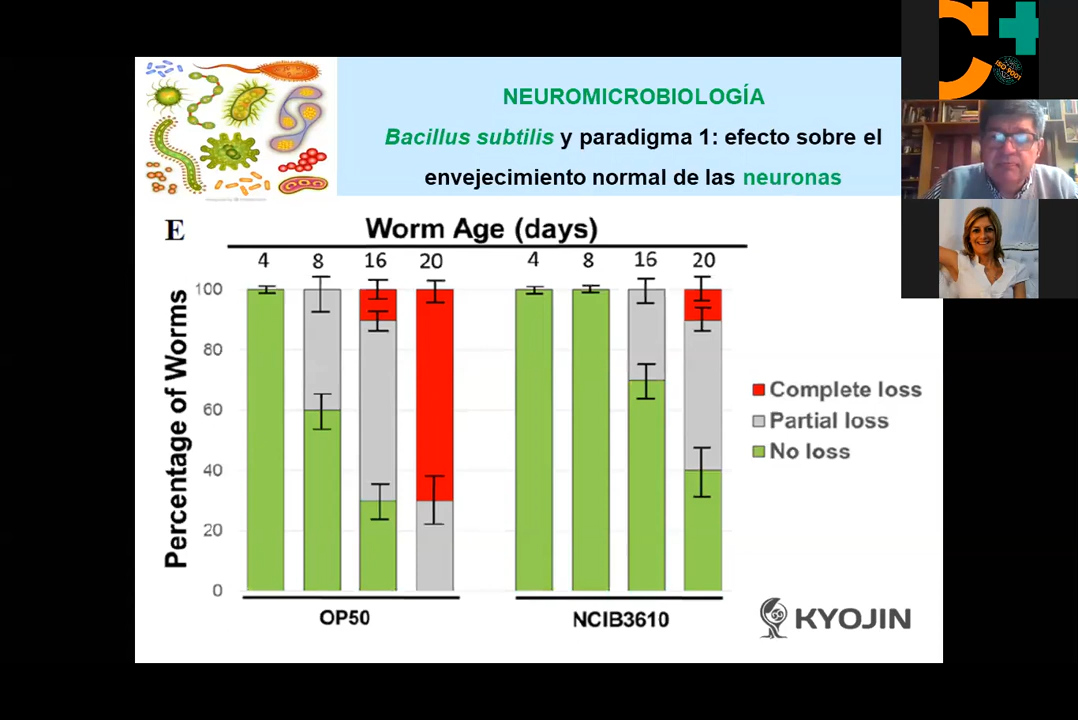 NEUROMICROBIOLOGÍA
Bacillus subtilis y paradigma 1: efecto sobre el
envejecimiento normal de las neuronas
ISO 9001
E
Worm Age (days)
4 8 16 20 4 8 16 20
Percentage of Worms
100
80
60
40
20
0
Complete loss
Partial loss
No loss
OP50
NCIB3610
KYOJIN